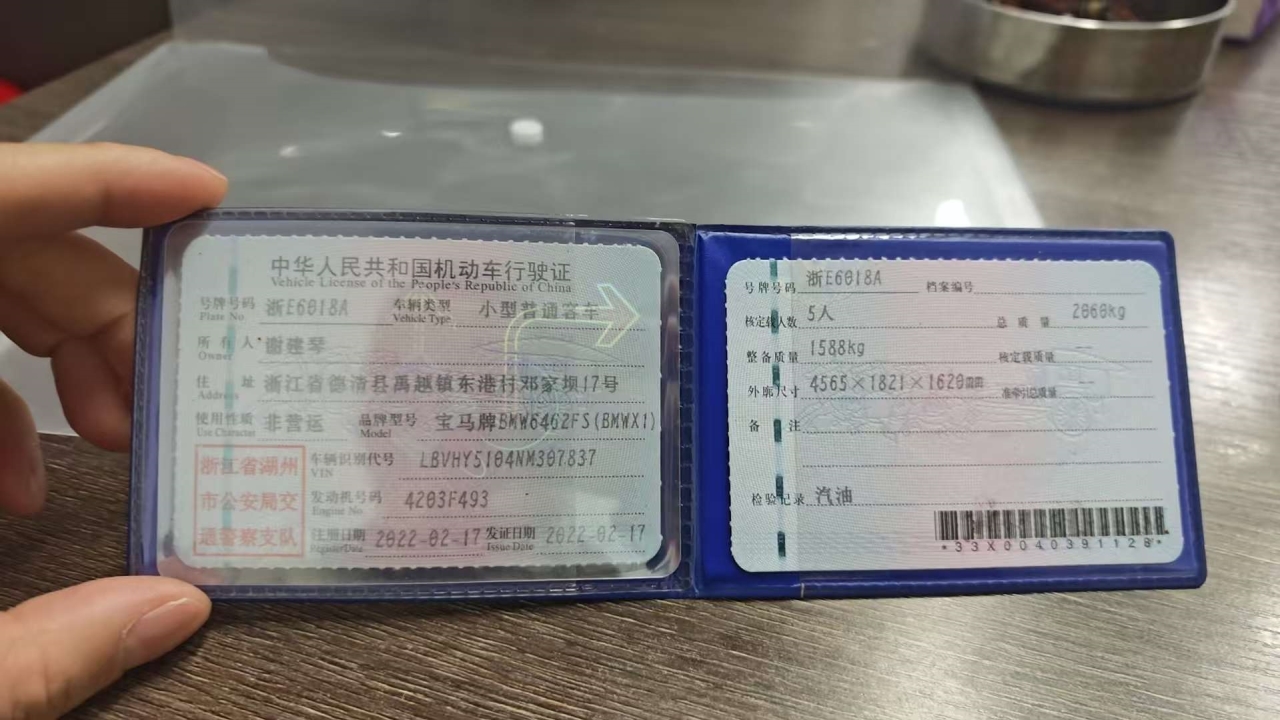 中华人民共和国机动车行驶证
Vehicle License of the People's Republic of China
号牌号码 浙E6018A 车辆类型 小型普通客车
Plate No. Vehicle Type
所有人 谢建琴
Owner
住址 浙江省德清县禹越镇东港村邓家坝17号
Address
使用性质 非营运 品牌型号 宝马牌BMW6462FS(BMWX1)
Use Character Model
浙江省湖州
市公安局交
通警察支队
车辆识别代号 LBVHY5104NM307837
VIN
发动机号码 4203F493
Engine No.
注册日期 2022-02-17 发证日期 2022-02-17
Register Date Issue Date
号牌号码 浙E6018A 档案编号
核定载人数 5人 总质量 2060kg
整备质量 1588kg 核定载质量 --
外廓尺寸 4565×1821×1620mm 准牵引总质量 --
备注
检验记录 汽油
*33X0040391128*